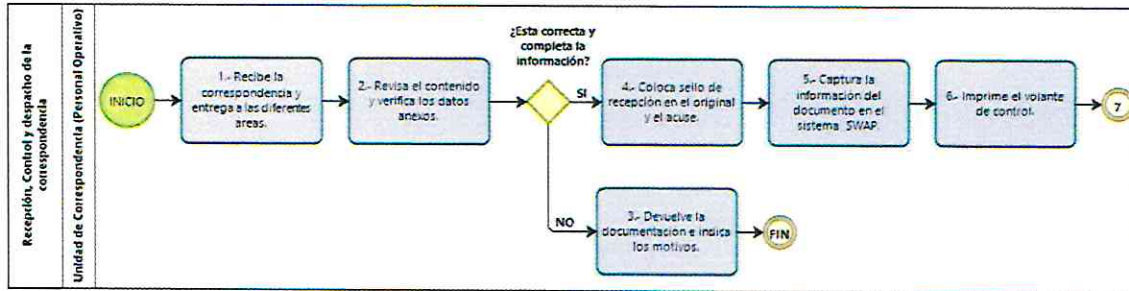 Recepción, Control y despacho de la
correspondencia
Unidad de Correspondencia (Personal Operativo)
INICIO
1.- Recibe la
correspondencia y
entrega a las diferentes
areas.
2.- Revisa el contenido
y verifica los datos
anexos.
¿Esta correcta y
completa la
información?
SI
4.- Coloca sello de
recepción en el original
y el acuse.
5.- Captura la
información del
documento en el
sistema SWAP.
6.- Imprime el volante
de control.
7
NO
3.- Devuelve la
documentación e indica
los motivos.
FIN